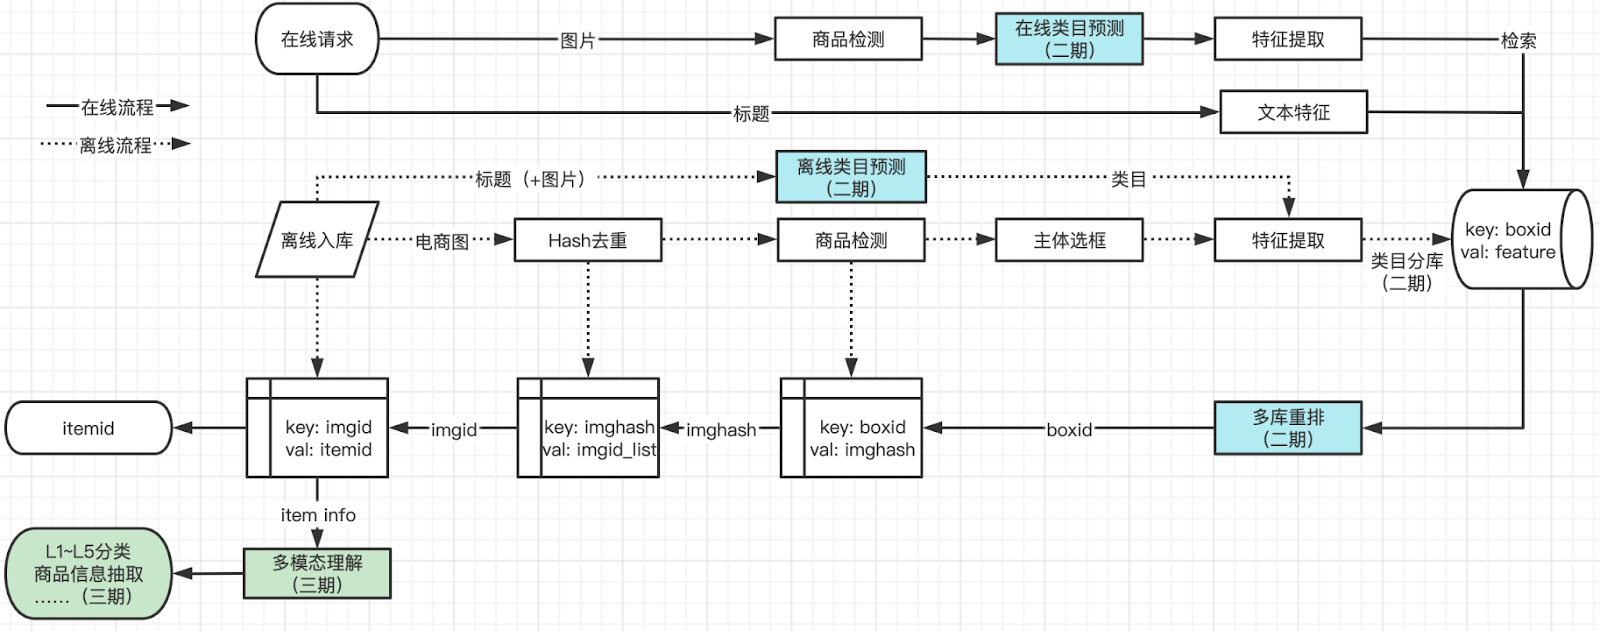 在线请求
图片
商品检测
在线类目预测
（二期）
特征提取
检索
在线流程
标题
文本特征
离线流程
标题（+图片）
离线类目预测
（二期）
类目
离线入库
电商图
Hash去重
商品检测
主体选框
特征提取
类目分库
（二期）
key: boxid
val: feature
itemid
key: imgid
val: itemid
imgid
key: imghash
val: imgid_list
imghash
key: boxid
val: imghash
boxid
多库重排
（二期）
item info
L1~L5分类
商品信息抽取
……（三期）
多模态理解
（三期）